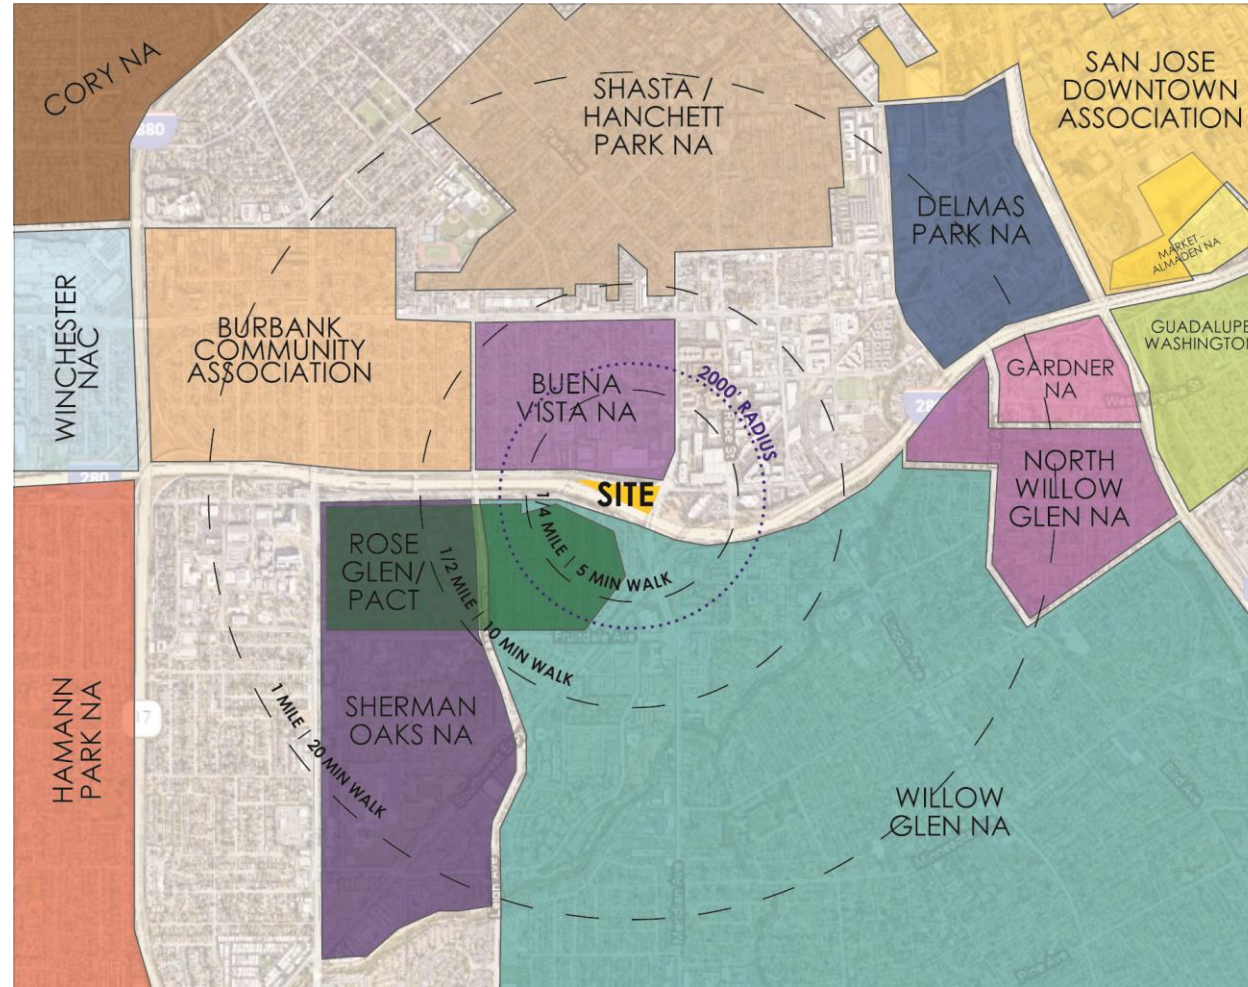 CORY NA
880
SHASTA /
HANCHETT
PARK NA
SAN JOSE
DOWNTOWN
ASSOCIATION
DELMAS
PARK NA
MARKET -
ALMADEN NA
WINCHESTER
NAC
BURBANK
COMMUNITY
ASSOCIATION
BUENA
VISTA NA
2000' RADIUS
GUADALUPE
WASHINGTON
GARDNER
NA
280
280
SITE
NORTH
WILLOW
GLEN NA
ROSE
GLEN/
PACT
1/4 MILE | 5 MIN WALK
1/2 MILE | 10 MIN WALK
Fruitdale Ave
Lincoln Ave
HAMANN
PARK NA
17
SHERMAN
OAKS NA
1 MILE | 20 MIN WALK
WILLOW
GLEN NA